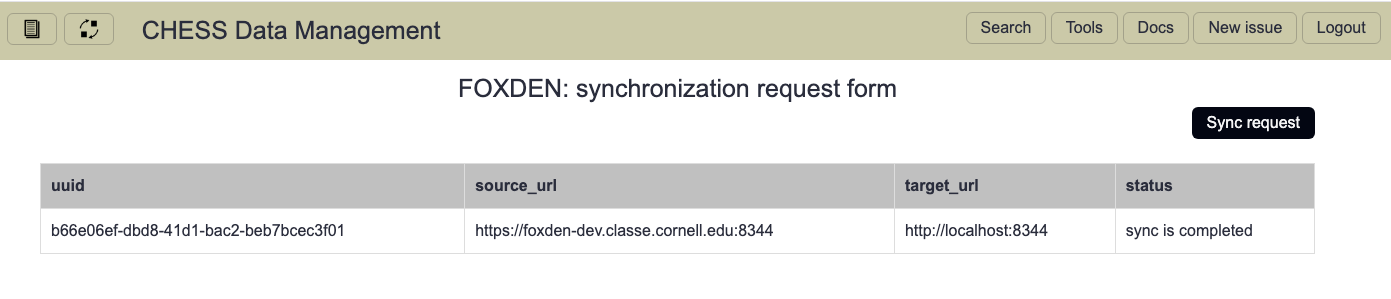 CHESS Data Management Search Tools Docs New issue Logout
FOXDEN: synchronization request form
Sync request
uuid source_url target_url status
b66e06ef-dbd8-41d1-bac2-beb7bcec3f01 https://foxden-dev.classe.cornell.edu:8344 http://localhost:8344 sync is completed